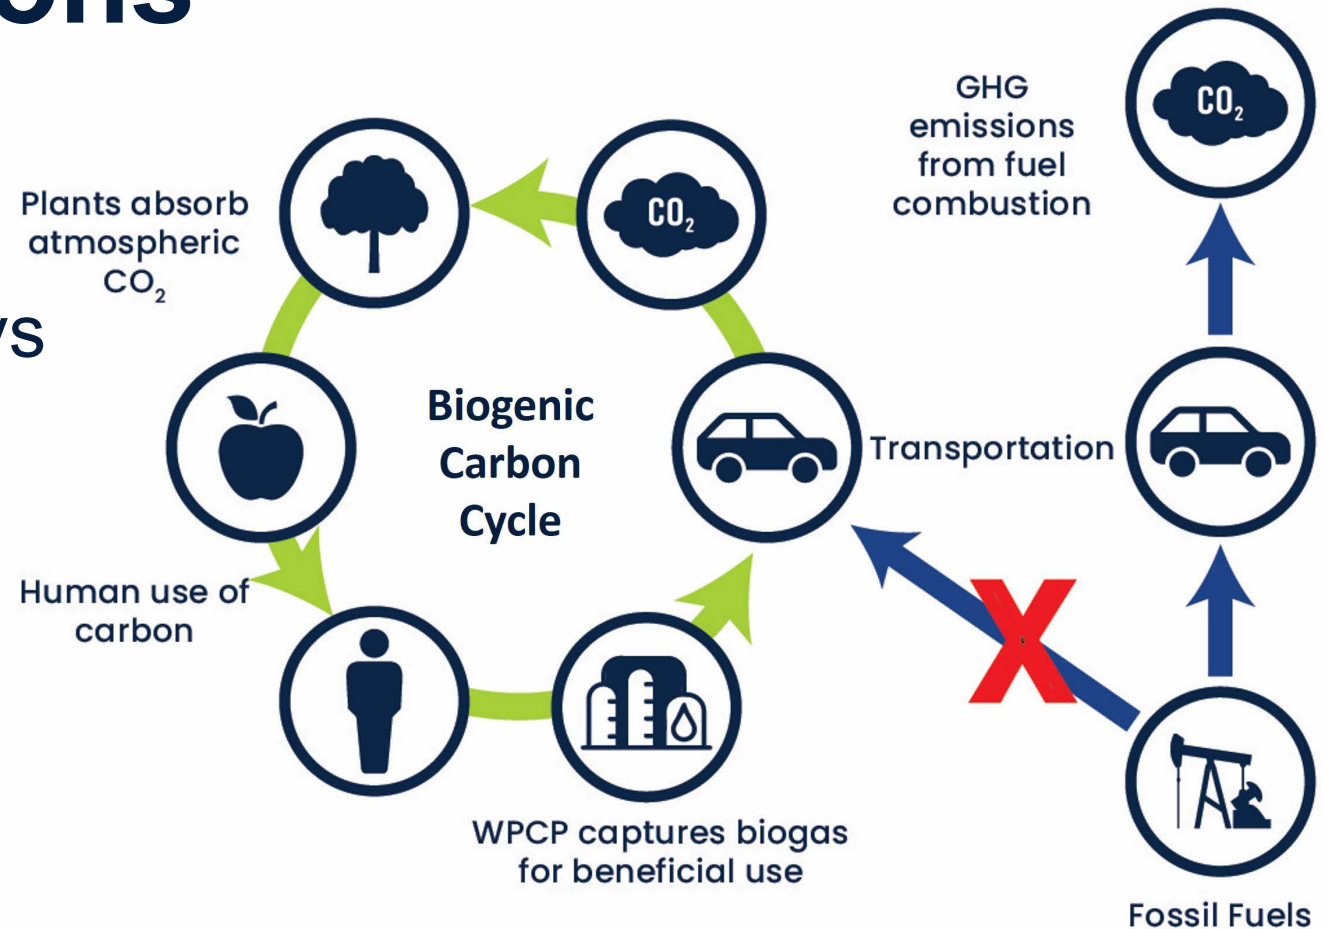 Plants absorb
atmospheric
CO₂
CO₂
GHG
emissions
from fuel
combustion
CO₂
Biogenic
Carbon
Cycle
Transportation
Human use of
carbon
X
WPCP captures biogas
for beneficial use
Fossil Fuels